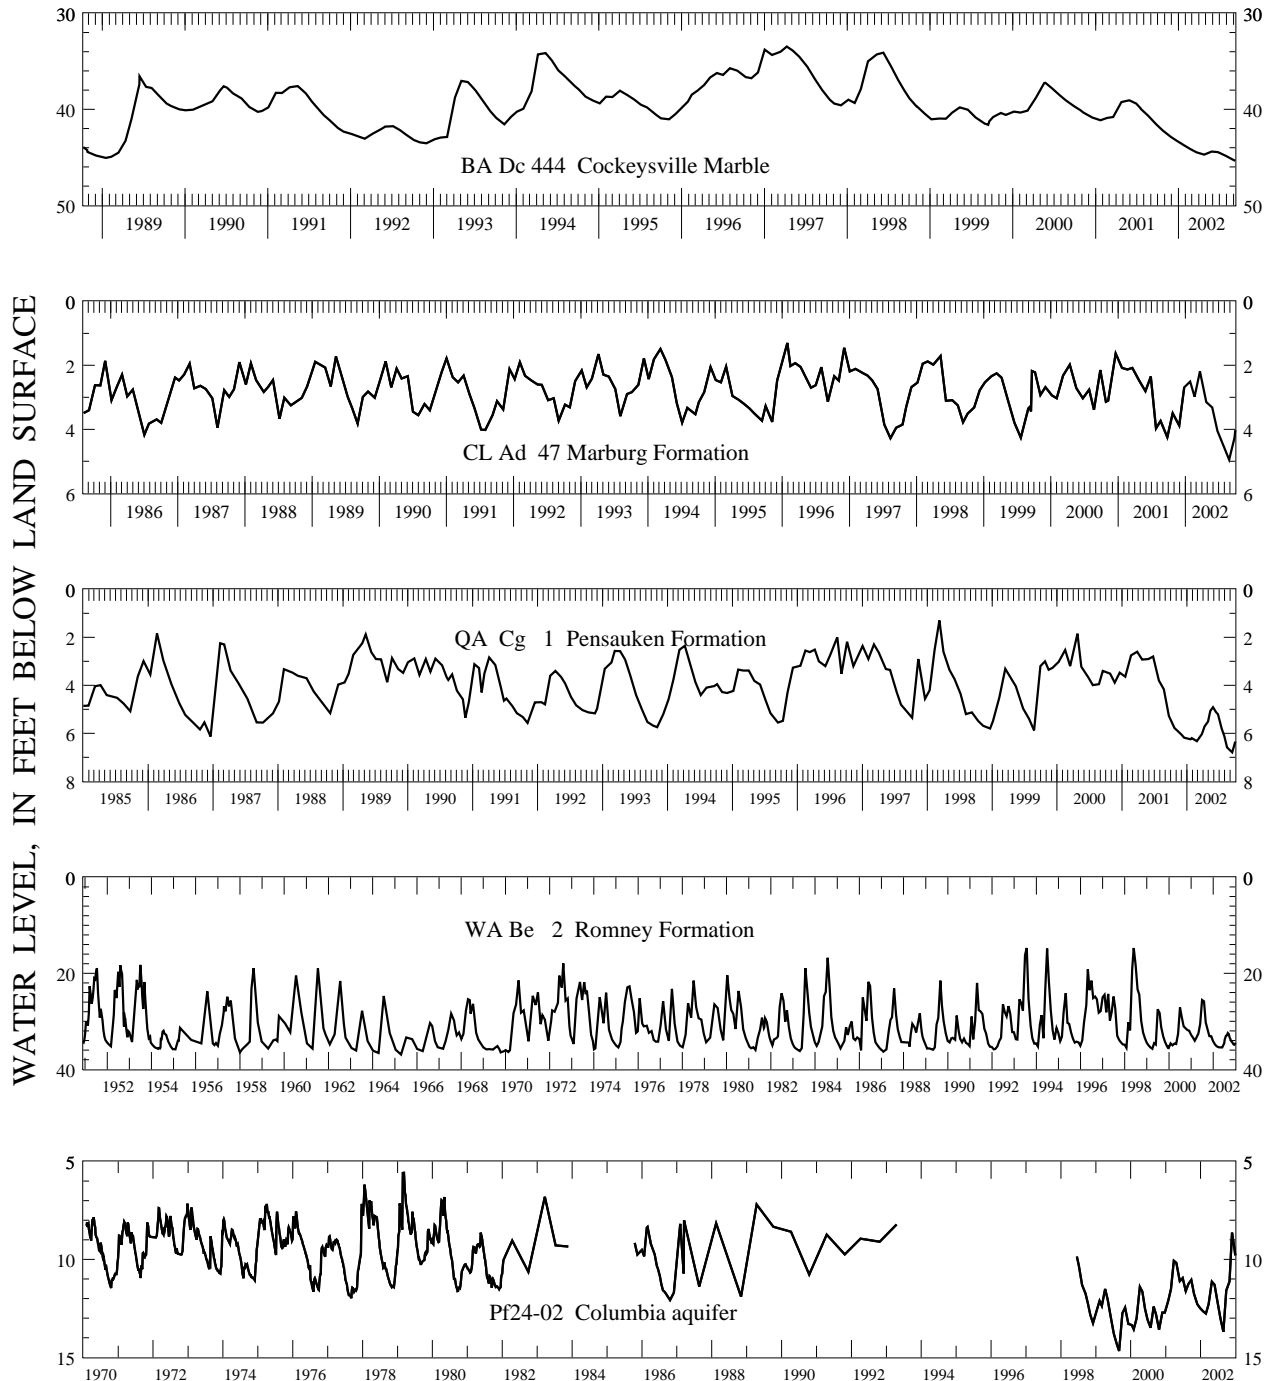 WATER LEVEL, IN FEET BELOW LAND SURFACE
30 30
40 40
BA Dc 444 Cockeysville Marble
50 50
1989 1990 1991 1992 1993 1994 1995 1996 1997 1998 1999 2000 2001 2002
0 0
2 2
4 4
CL Ad 47 Marburg Formation
6 6
1986 1987 1988 1989 1990 1991 1992 1993 1994 1995 1996 1997 1998 1999 2000 2001 2002
0 0
2 2
QA Cg 1 Pensauken Formation
4 4
6 6
8 8
1985 1986 1987 1988 1989 1990 1991 1992 1993 1994 1995 1996 1997 1998 1999 2000 2001 2002
0 0
WA Be 2 Romney Formation
20 20
40 40
1952 1954 1956 1958 1960 1962 1964 1966 1968 1970 1972 1974 1976 1978 1980 1982 1984 1986 1988 1990 1992 1994 1996 1998 2000 2002
5 5
10 10
Pf24-02 Columbia aquifer
15 15
1970 1972 1974 1976 1978 1980 1982 1984 1986 1988 1990 1992 1994 1996 1998 2000 2002